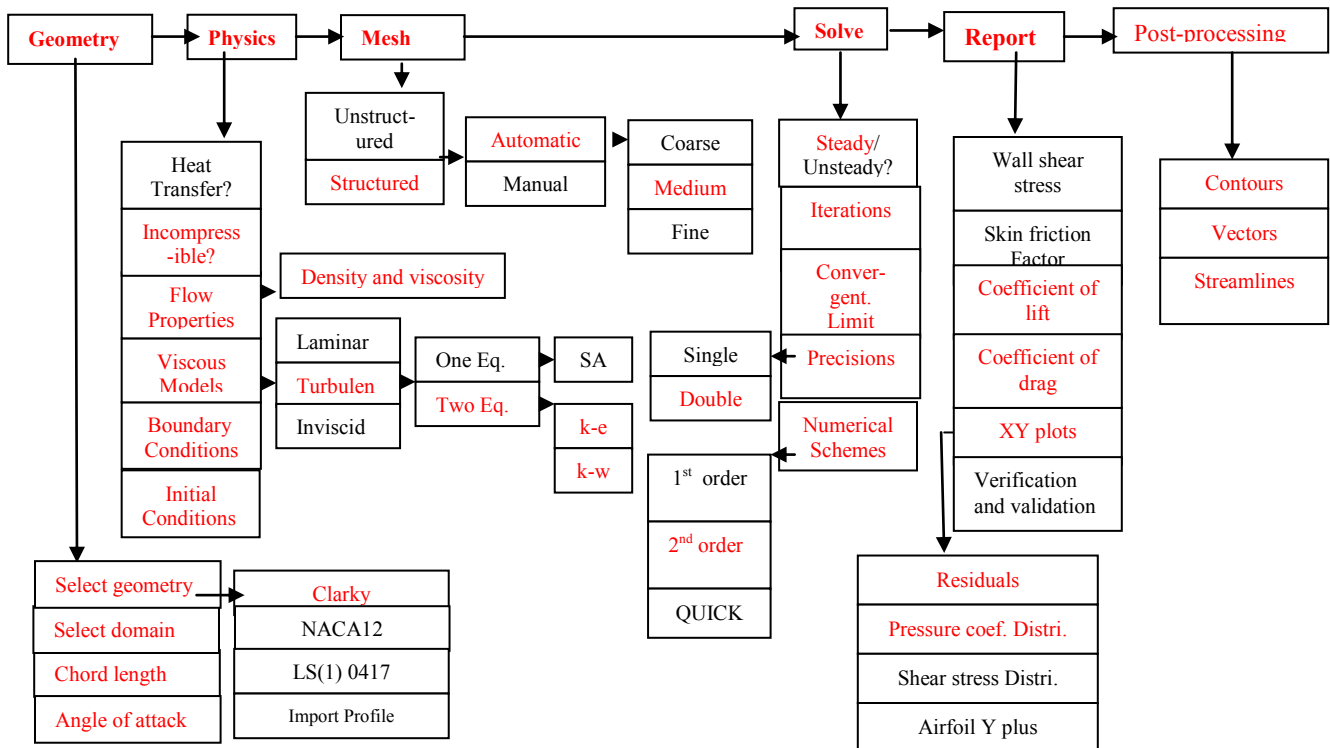 Geometry
Physics
Mesh
Solve
Report
Post-processing
Unstruct-
ured
Structured
Automatic
Manual
Coarse
Medium
Fine
Heat
Transfer?
Incompress
-ible?
Flow
Properties
Viscous
Models
Boundary
Conditions
Initial
Conditions
Density and viscosity
Laminar
Turbulen
Inviscid
One Eq.
Two Eq.
SA
k-e
k-w
Steady/
Unsteady?
Iterations
Conver-
gent.
Limit
Precisions
Numerical
Schemes
Single
Double
1st order
2nd order
QUICK
Wall shear
stress
Skin friction
Factor
Coefficient of
lift
Coefficient of
drag
XY plots
Verification
and validation
Contours
Vectors
Streamlines
Select geometry
Select domain
Chord length
Angle of attack
Clarky
NACA12
LS(1) 0417
Import Profile
Residuals
Pressure coef. Distri.
Shear stress Distri.
Airfoil Y plus